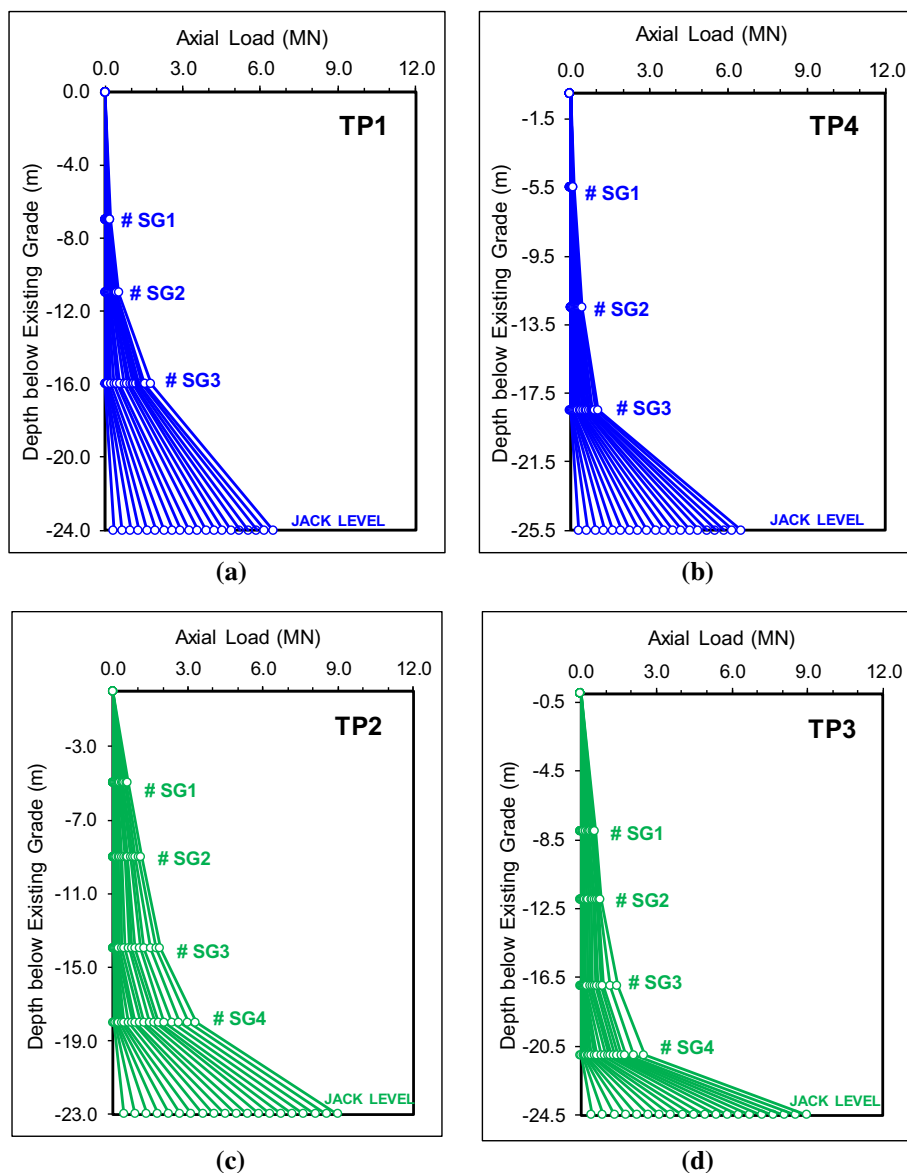 Axial Load (MN)
0.0 3.0 6.0 9.0 12.0
Depth below Existing Grade (m)
0.0
-4.0
-8.0
-12.0
-16.0
-20.0
-24.0
TP1
# SG1
# SG2
# SG3
JACK LEVEL
(a)
Axial Load (MN)
0.0 3.0 6.0 9.0 12.0
Depth below Existing Grade (m)
-1.5
-5.5
-9.5
-13.5
-17.5
-21.5
-25.5
TP4
# SG1
# SG2
# SG3
JACK LEVEL
(b)
Axial Load (MN)
0.0 3.0 6.0 9.0 12.0
Depth below Existing Grade (m)
-3.0
-7.0
-11.0
-15.0
-19.0
-23.0
TP2
# SG1
# SG2
# SG3
# SG4
JACK LEVEL
(c)
Axial Load (MN)
0.0 3.0 6.0 9.0 12.0
Depth below Existing Grade (m)
-0.5
-4.5
-8.5
-12.5
-16.5
-20.5
-24.5
TP3
# SG1
# SG2
# SG3
# SG4
JACK LEVEL
(d)